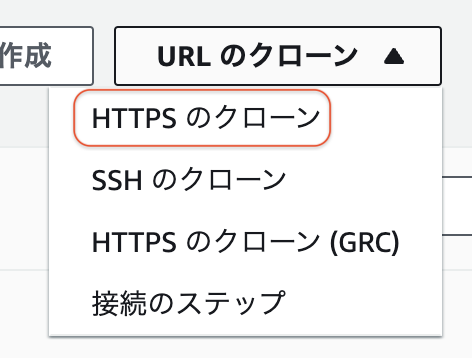 作成
URL のクローン ▲
HTTPS のクローン
SSH のクローン
HTTPS のクローン (GRC)
接続のステップ